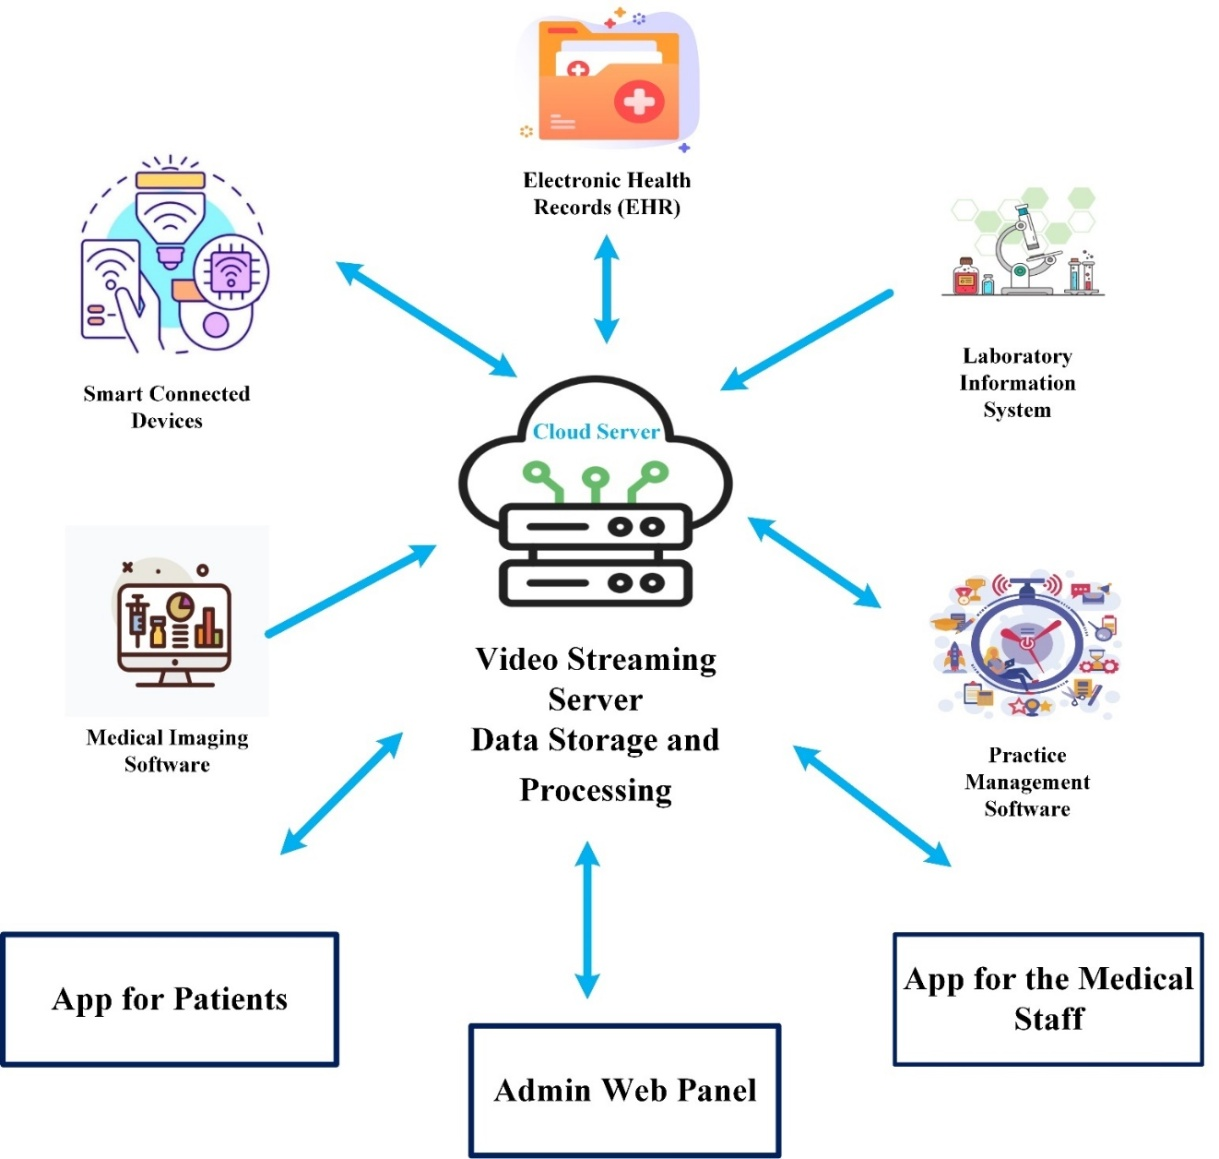 Electronic Health
Records (EHR)
Smart Connected
Devices
Laboratory
Information
System
Cloud Server
Medical Imaging
Software
Video Streaming
Server
Data Storage and
Processing
Practice
Management
Software
App for Patients
Admin Web Panel
App for the Medical
Staff